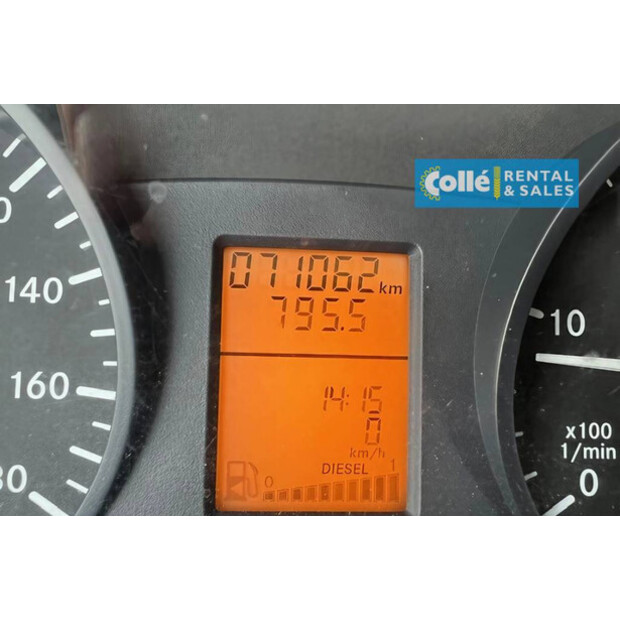 Collé RENTAL
& SALES
071062 km
795.5
140
160
14:15
0
km/h
DIESEL
0 1
10
x100
1/min
0